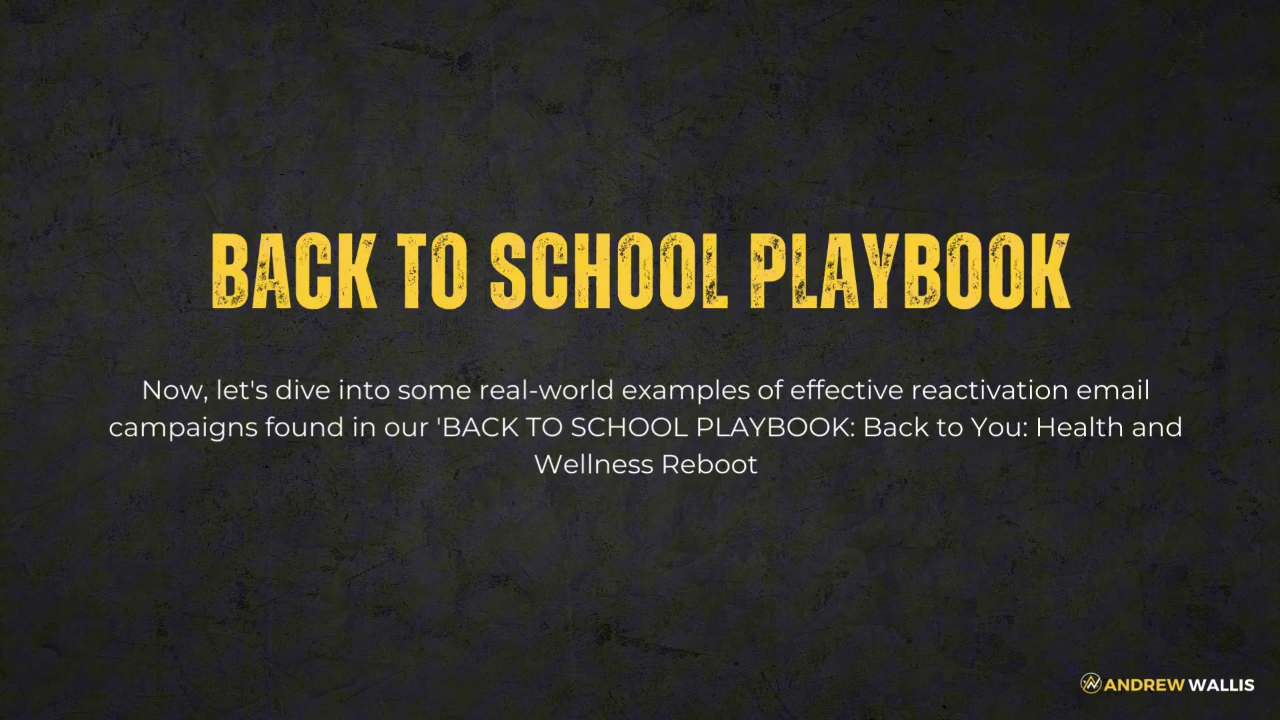 BACK TO SCHOOL PLAYBOOK
Now, let's dive into some real-world examples of effective reactivation email
campaigns found in our 'BACK TO SCHOOL PLAYBOOK: Back to You: Health and
Wellness Reboot
ANDREW WALLIS